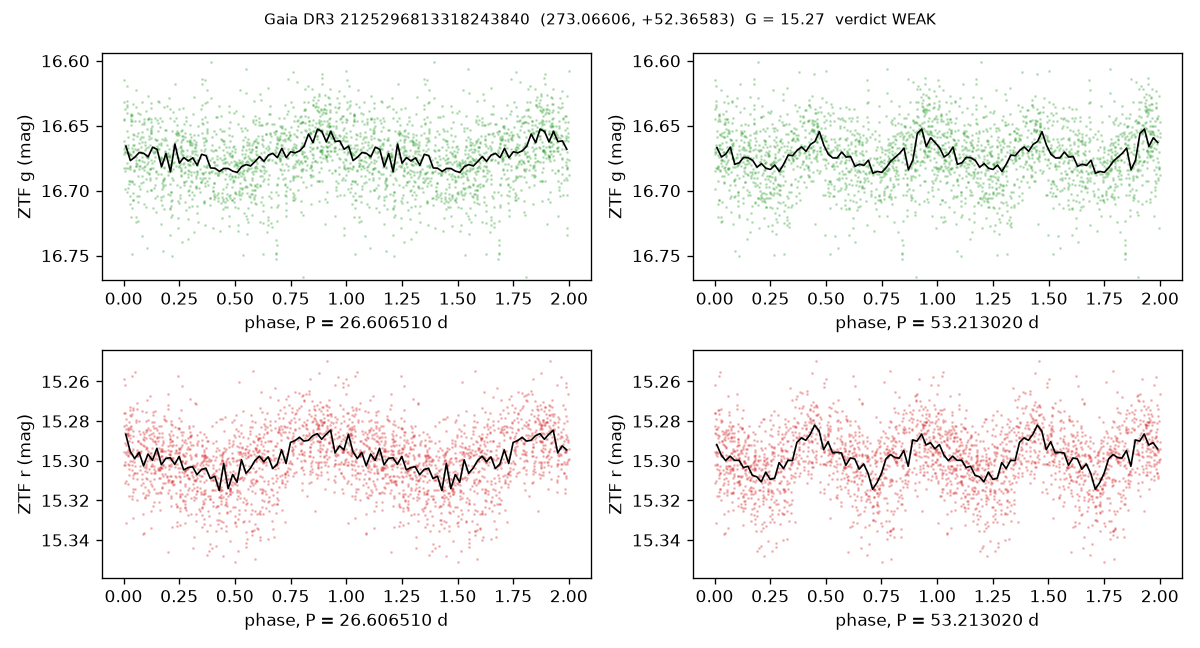 Gaia DR3 2125296813318243840  (273.06606, +52.36583)  G = 15.27  verdict WEAK
ZTF g (mag)
16.60
16.65
16.70
16.75
0.00 0.25 0.50 0.75 1.00 1.25 1.50 1.75 2.00
phase, P = 26.606510 d
ZTF g (mag)
16.60
16.65
16.70
16.75
0.00 0.25 0.50 0.75 1.00 1.25 1.50 1.75 2.00
phase, P = 53.213020 d
ZTF r (mag)
15.26
15.28
15.30
15.32
15.34
0.00 0.25 0.50 0.75 1.00 1.25 1.50 1.75 2.00
phase, P = 26.606510 d
ZTF r (mag)
15.26
15.28
15.30
15.32
15.34
0.00 0.25 0.50 0.75 1.00 1.25 1.50 1.75 2.00
phase, P = 53.213020 d